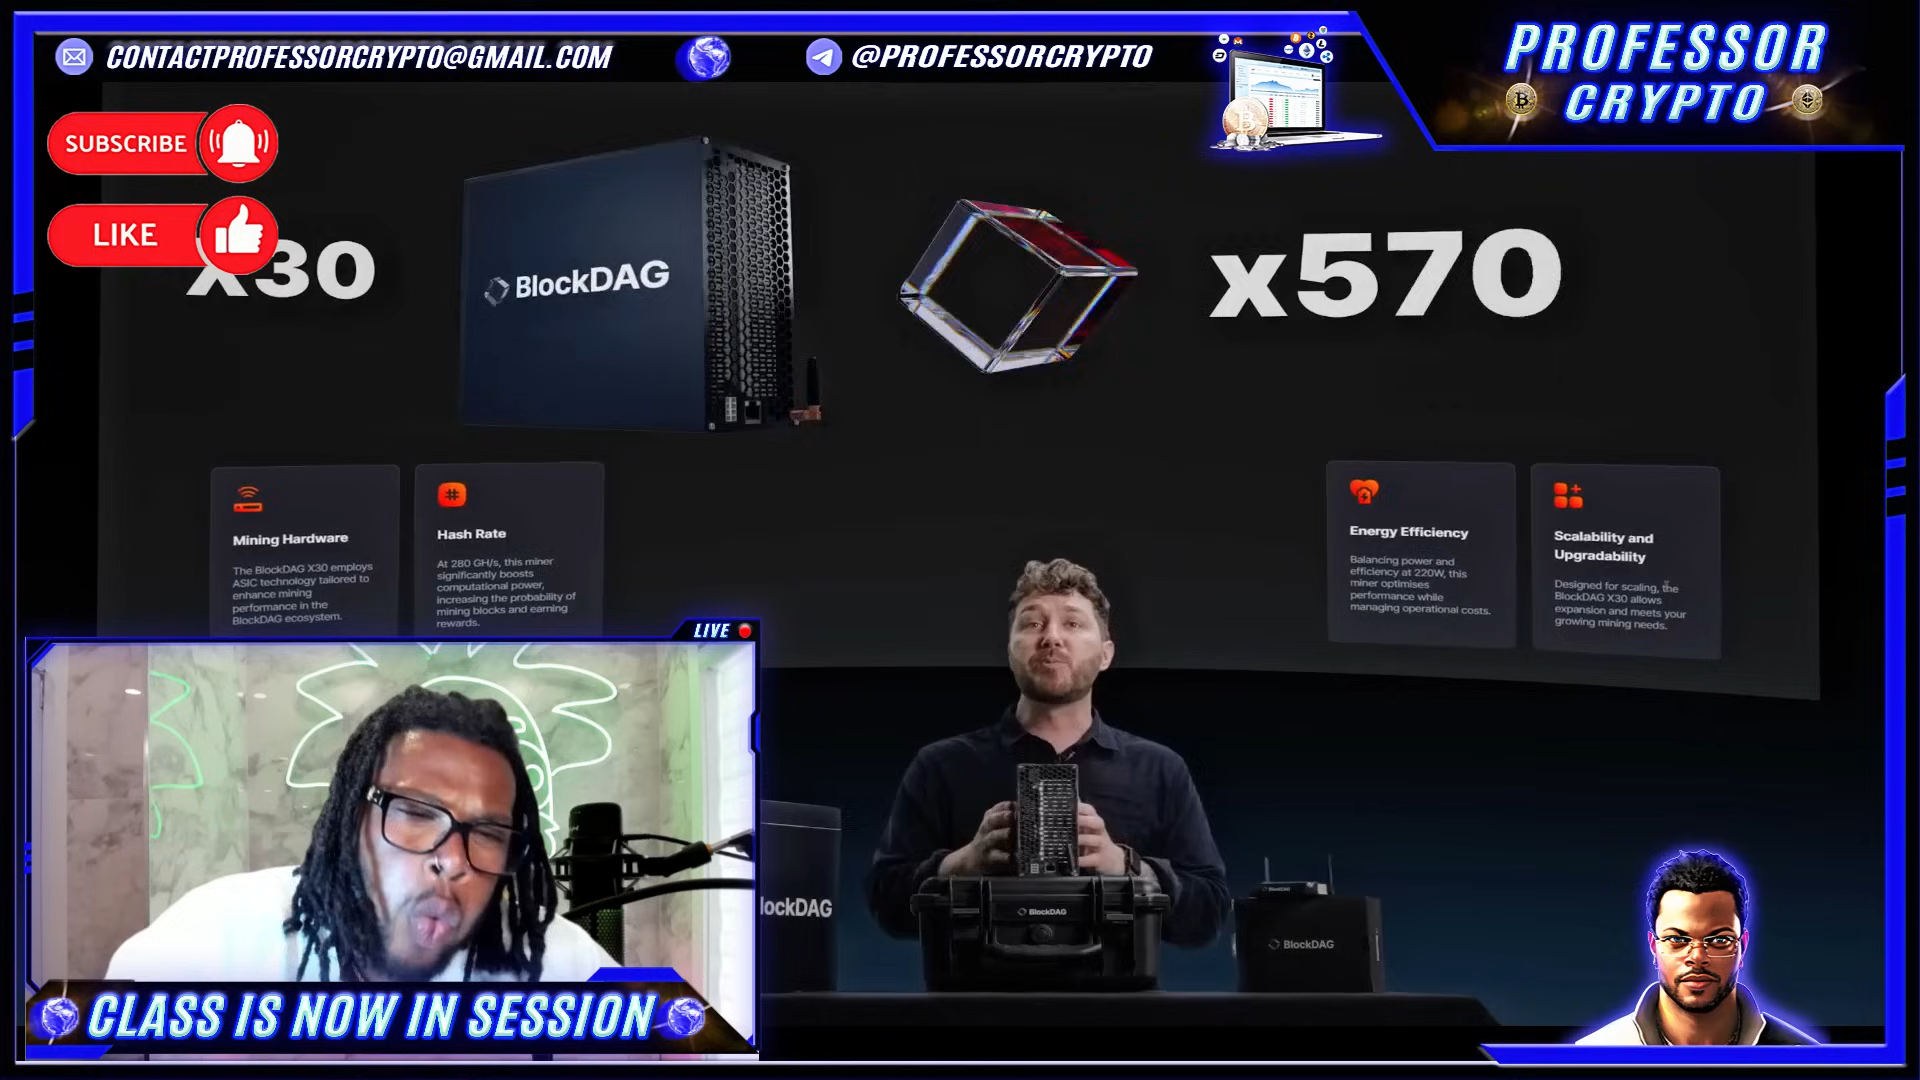 CONTACTPROFESSORCRYPTO@GMAIL.COM
@PROFESSORCRYPTO
PROFESSOR
CRYPTO
SUBSCRIBE
LIKE
X30
BlockDAG
x570
Mining Hardware
The BlockDAG X30 employs
ASIC technology tailored to
enhance mining
performance in the
BlockDAG ecosystem.
Hash Rate
At 280 GH/s, this miner
significantly boosts
computational power,
increasing the probability of
mining blocks and earning
rewards.
Energy Efficiency
Balancing power and
efficiency at 220W, this
miner optimises
performance while
managing operational costs.
Scalability and
Upgradability
Designed for scaling, the
BlockDAG X30 allows
expansion and meets your
growing mining needs.
LIVE
lockDAG
BlockDAG
BlockDAG
BlockDAG
CLASS IS NOW IN SESSION